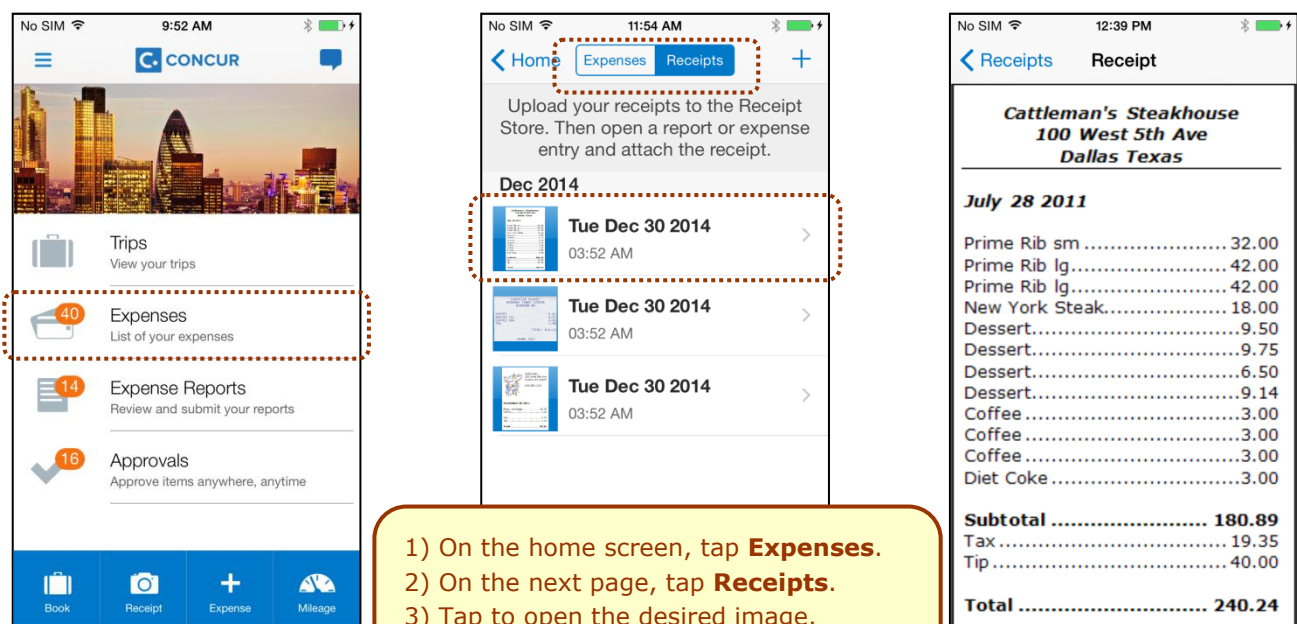 No SIM 9:52 AM
C. CONCUR
Trips
View your trips
40
Expenses
List of your expenses
14
Expense Reports
Review and submit your reports
16
Approvals
Approve items anywhere, anytime
Book Receipt Expense Mileage
No SIM 11:54 AM
Home Expenses Receipts +
Upload your receipts to the Receipt
Store. Then open a report or expense
entry and attach the receipt.
Dec 2014
Tue Dec 30 2014
03:52 AM
Tue Dec 30 2014
03:52 AM
Tue Dec 30 2014
03:52 AM
1) On the home screen, tap Expenses.
2) On the next page, tap Receipts.
3) Tap to open the desired image.
No SIM 12:39 PM
Receipts Receipt
Cattleman's Steakhouse
100 West 5th Ave
Dallas Texas
July 28 2011
Prime Rib sm ...................... 32.00
Prime Rib lg........................ 42.00
Prime Rib lg........................ 42.00
New York Steak................... 18.00
Dessert................................9.50
Dessert................................9.75
Dessert................................6.50
Dessert................................9.14
Coffee .................................3.00
Coffee .................................3.00
Coffee .................................3.00
Diet Coke .............................3.00
Subtotal ........................ 180.89
Tax ................................... 19.35
Tip..................................... 40.00
Total ............................. 240.24